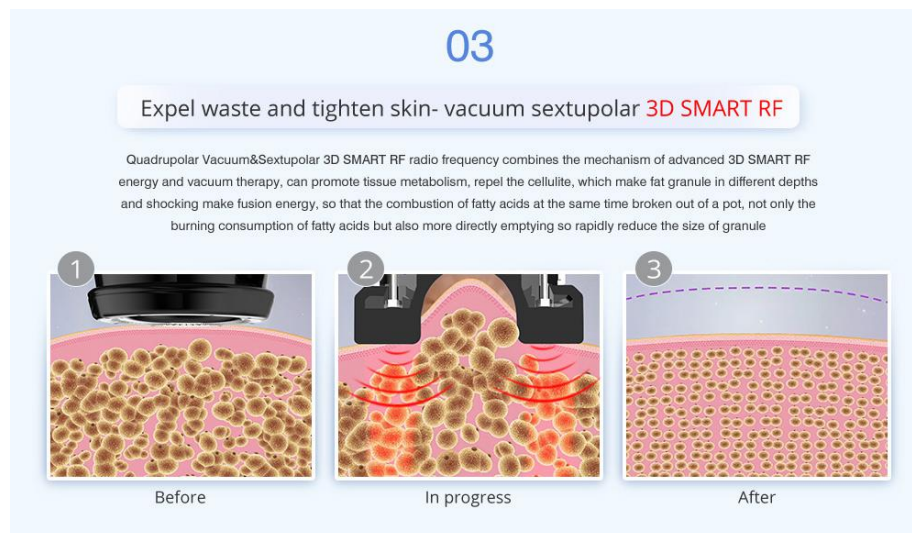 03
Expel waste and tighten skin- vacuum sextupolar 3D SMART RF
Quadrupolar Vacuum&Sextupolar 3D SMART RF radio frequency combines the mechanism of advanced 3D SMART RF
energy and vacuum therapy, can promote tissue metabolism, repel the cellulite, which make fat granule in different depths
and shocking make fusion energy, so that the combustion of fatty acids at the same time broken out of a pot, not only the
burning consumption of fatty acids but also more directly emptying so rapidly reduce the size of granule
1
2
3
Before
In progress
After